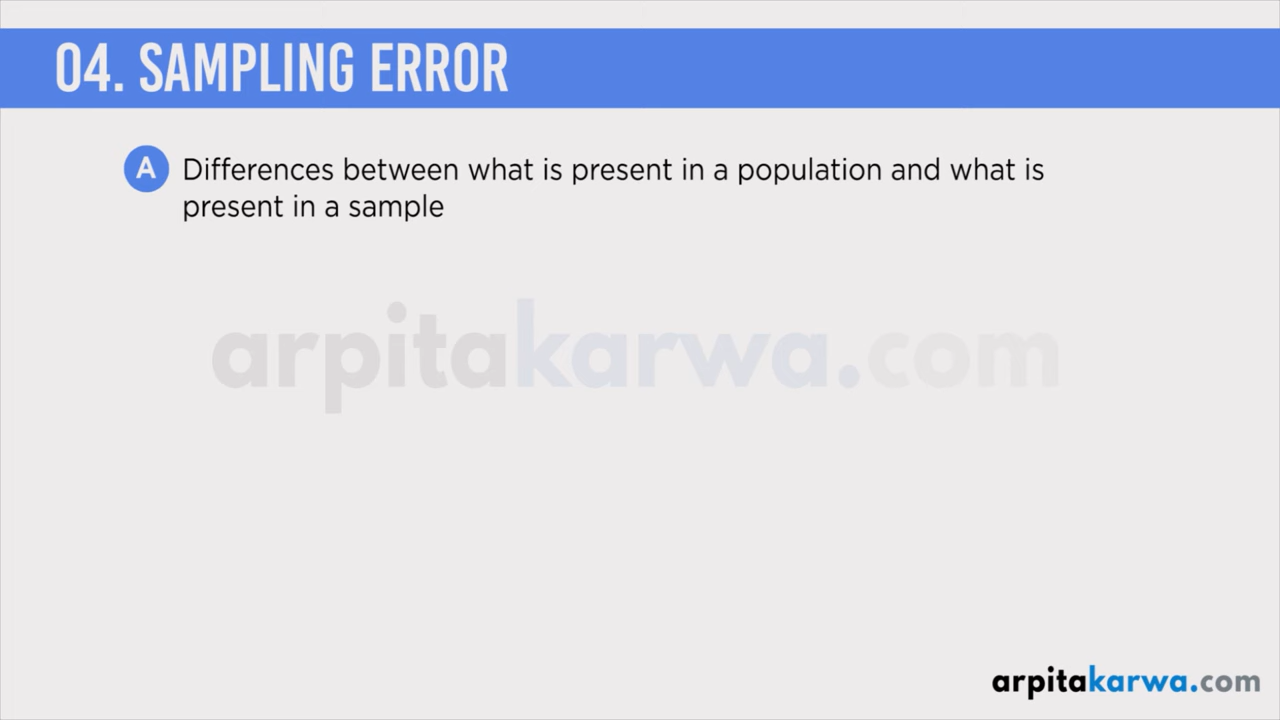 04. SAMPLING ERROR
A Differences between what is present in a population and what is
present in a sample
arpitakarwa.com
arpitakarwa.com